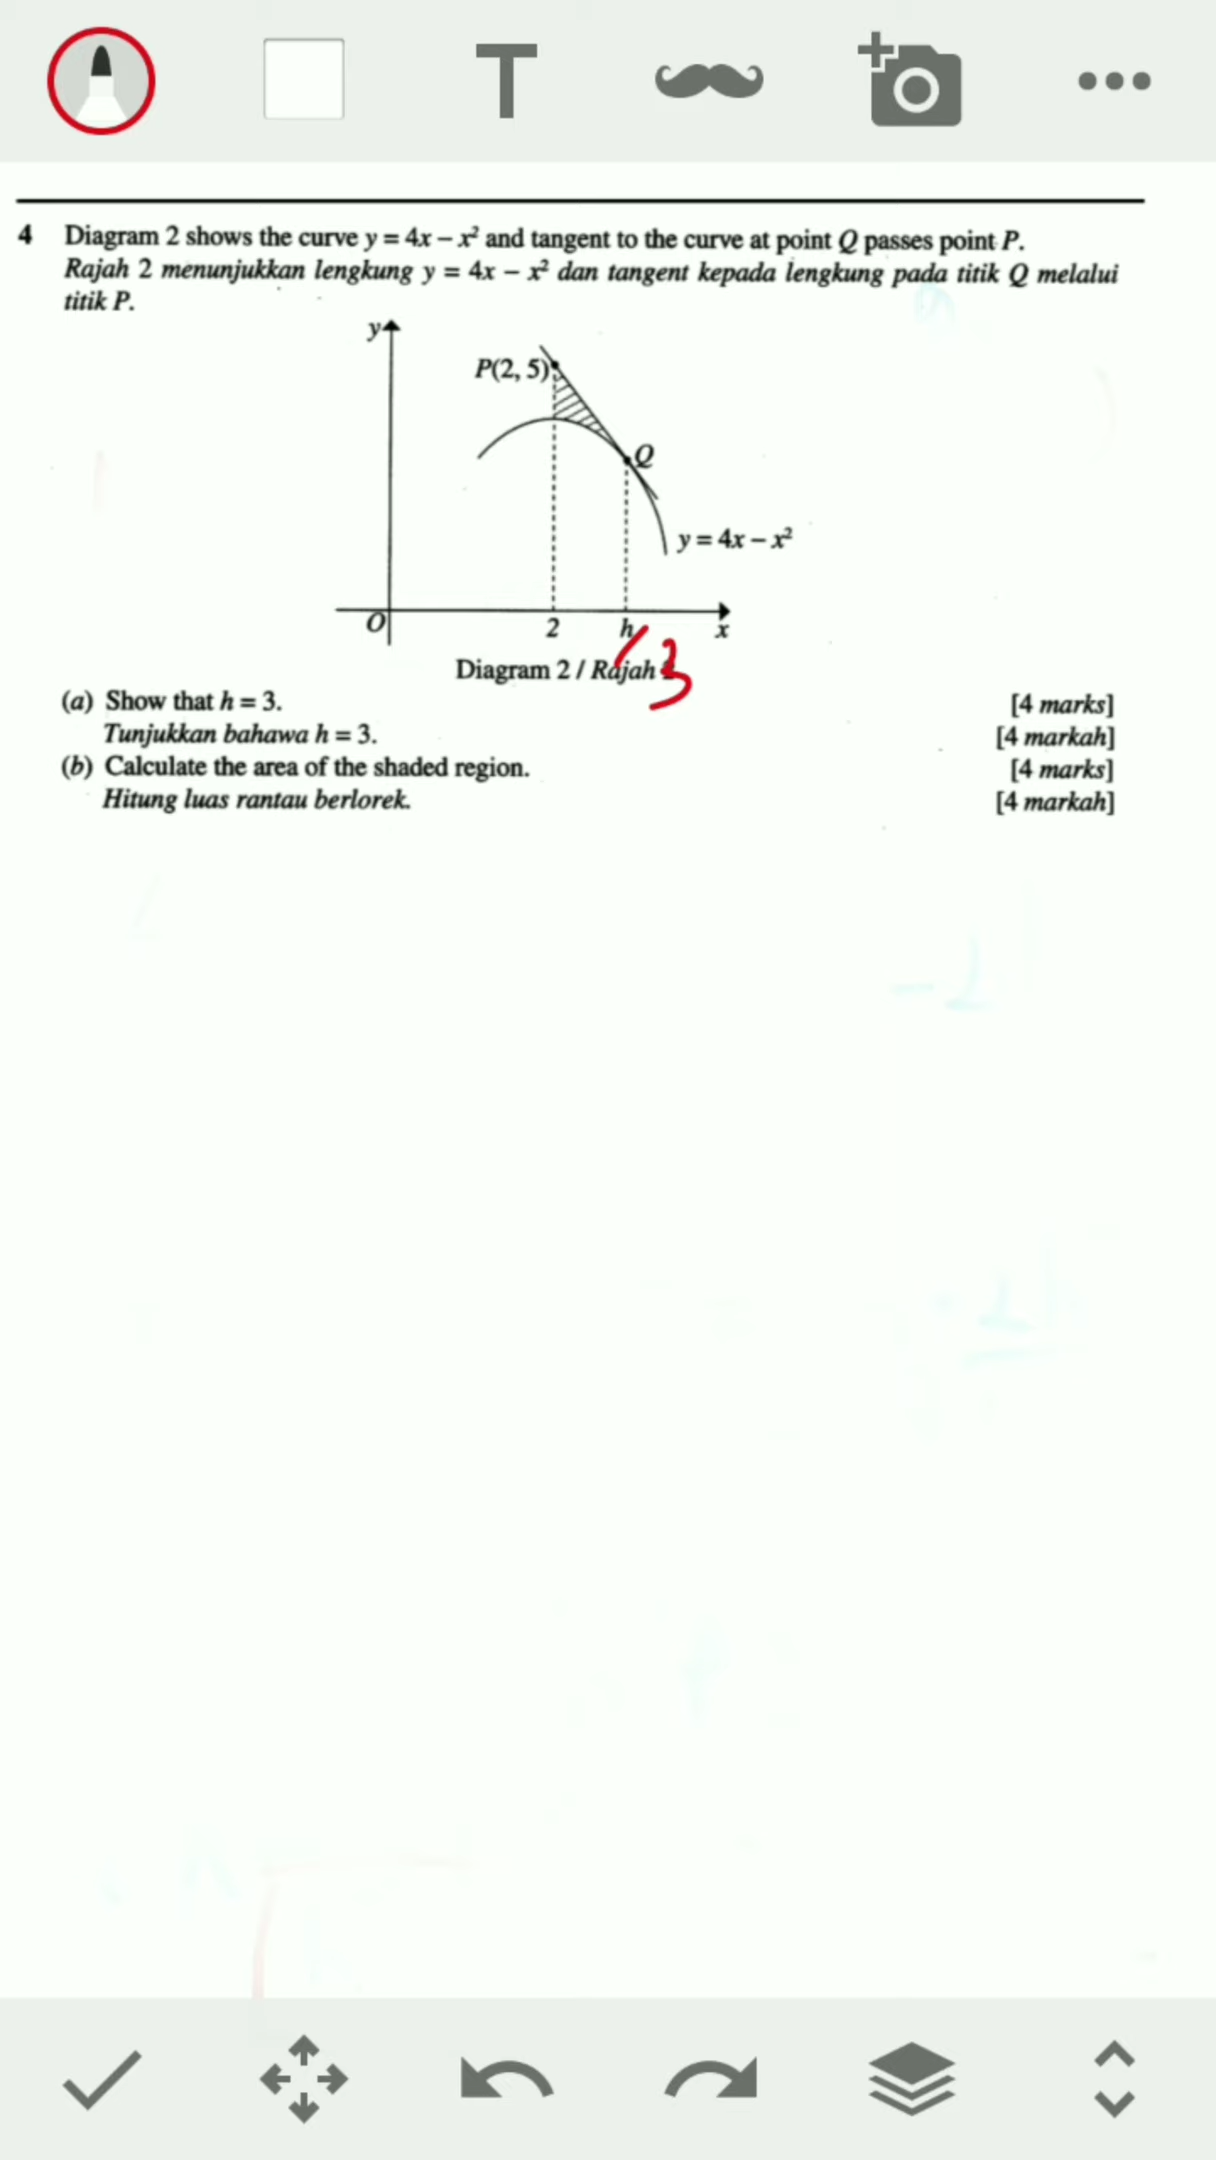 4 Diagram 2 shows the curve y = 4x – x² and tangent to the curve at point Q passes point P.
Rajah 2 menunjukkan lengkung y = 4x – x² dan tangent kepada lengkung pada titik Q melalui
titik P.
y
P(2, 5)
Q
y = 4x – x²
O 2 h x
3
Diagram 2 / Rajah
(a) Show that h = 3. [4 marks]
Tunjukkan bahawa h = 3. [4 markah]
(b) Calculate the area of the shaded region. [4 marks]
Hitung luas rantau berlorek. [4 markah]